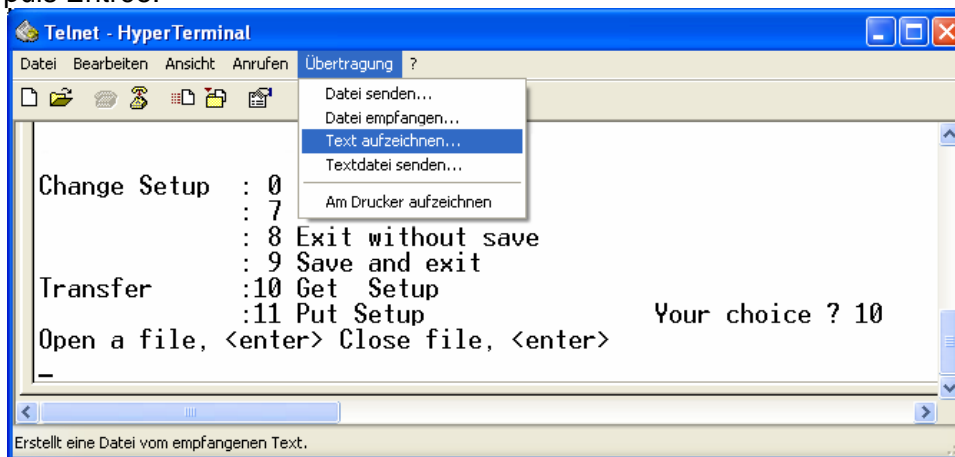 puis Entrée.
Telnet - HyperTerminal
Datei Bearbeiten Ansicht Anrufen Übertragung ?
Datei senden...
Datei empfangen...
Text aufzeichnen...
Textdatei senden...
Am Drucker aufzeichnen
Change Setup : 0
: 7
: 8 Exit without save
: 9 Save and exit
Transfer :10 Get Setup
:11 Put Setup Your choice ? 10
Open a file, <enter> Close file, <enter>
_
Erstellt eine Datei vom empfangenen Text.